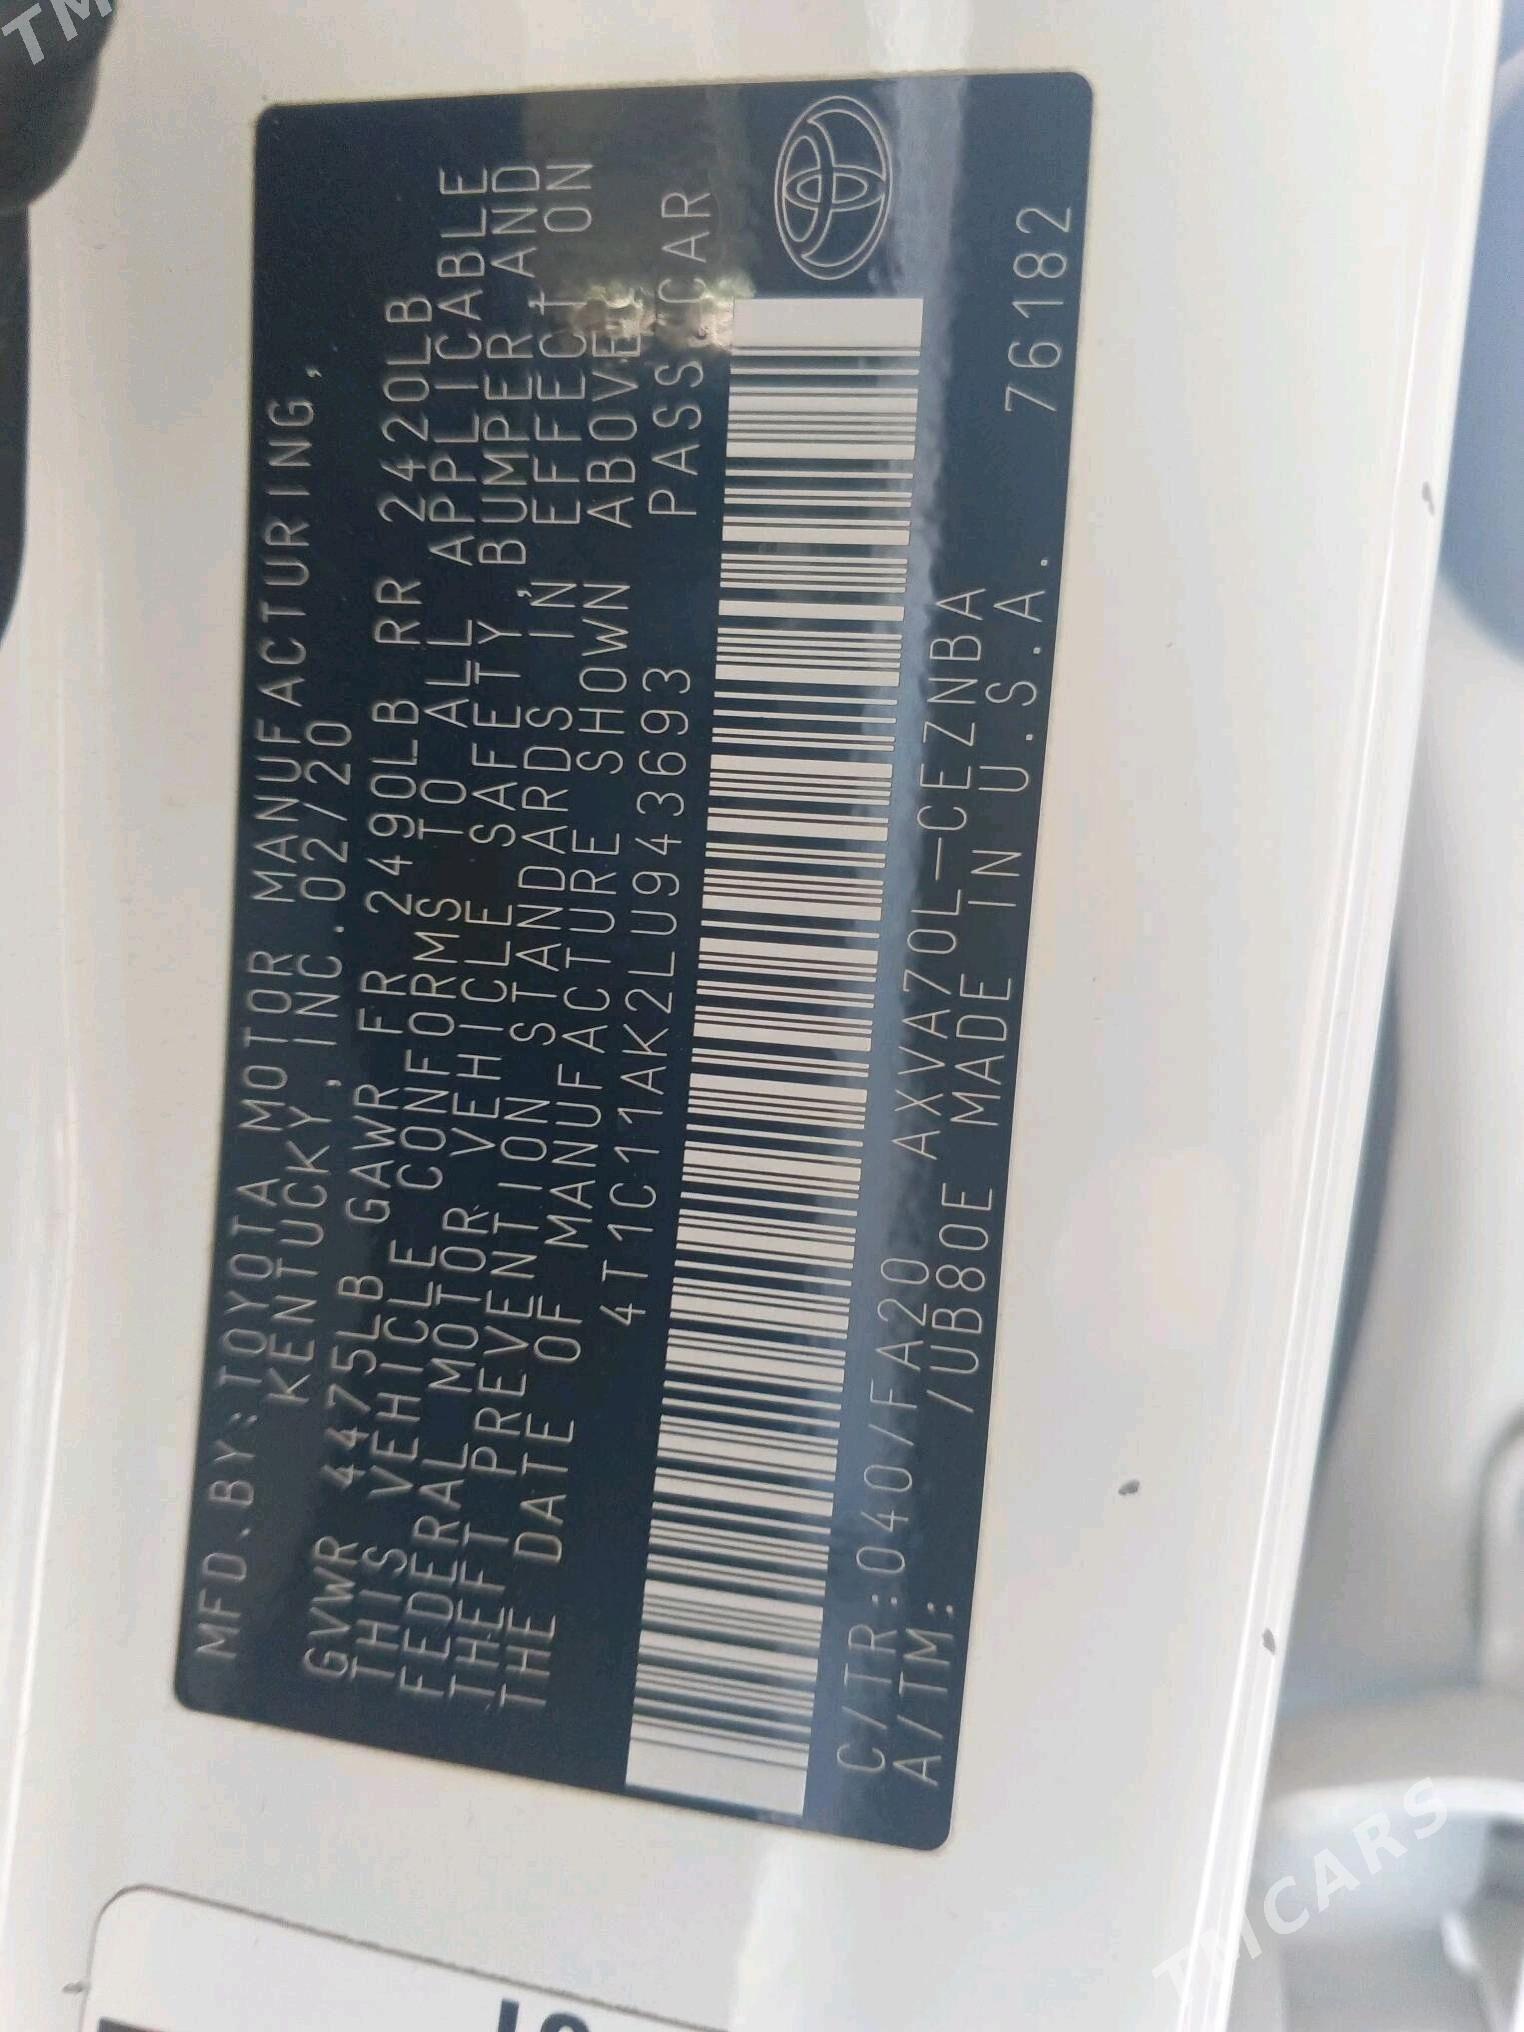 MFD.BY:TOYOTA MOTOR MANUFACTURING,
KENTUCKY, INC.02/20
GVWR 4475LB GAWR FR 2490LB RR 2420LB
THIS VEHICLE CONFORMS TO ALL APPLICABLE
FEDERAL MOTOR VEHICLE SAFETY, BUMPER AND
THEFT PREVENTION STANDARDS IN EFFECT ON
THE DATE OF MANUFACTURE SHOWN ABOVE
4T1C11AK2LU943693 PASS CAR
C/TR:040/FA20 AXVA70L-CEZNBA
A/TM: /UB80E MADE IN U.S.A. 76182
TMCARS